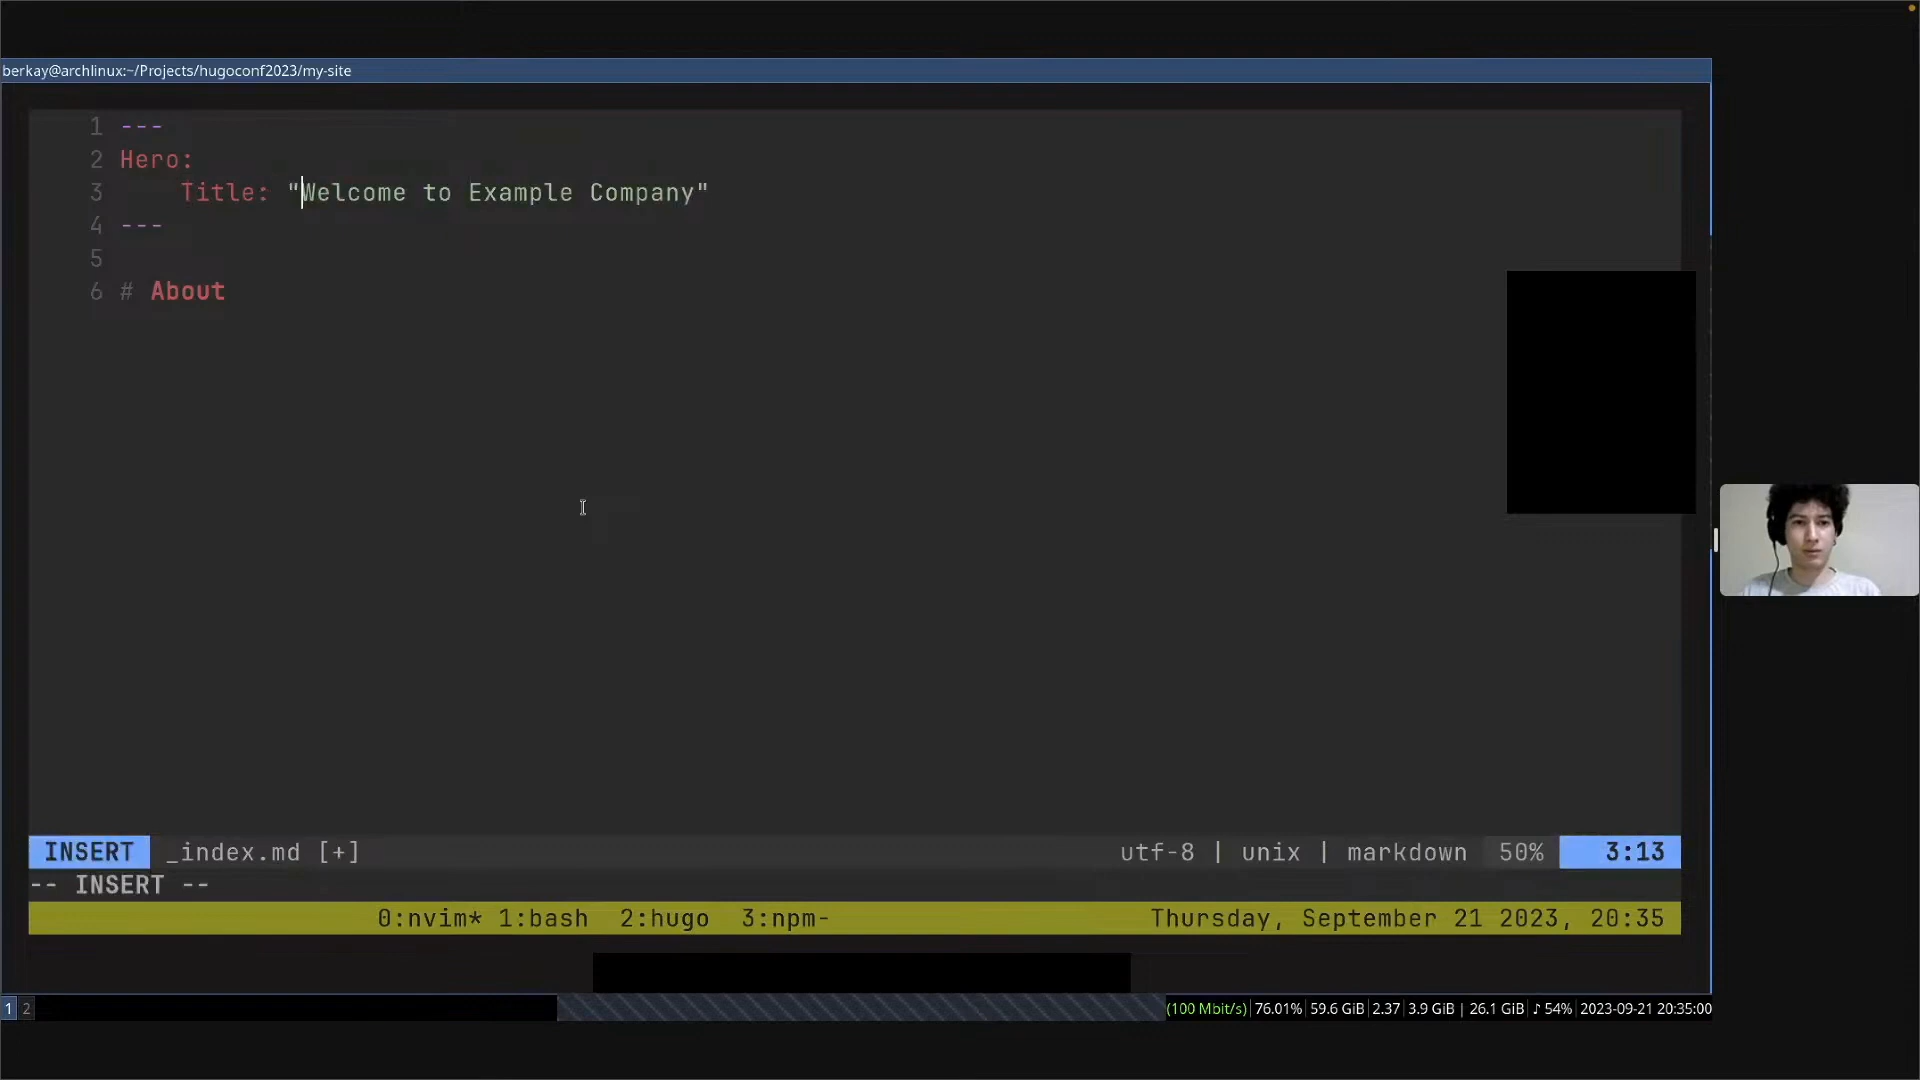 berkay@archlinux:~/Projects/hugoconf2023/my-site
1 ---
2 Hero:
3     Title: "Welcome to Example Company"
4 ---
5
6 # About
INSERT _index.md [+] utf-8 | unix | markdown 50% 3:13
-- INSERT --
0:nvim* 1:bash  2:hugo  3:npm- Thursday, September 21 2023, 20:35
1 2 (100 Mbit/s) 76.01% 59.6 GiB 2.37 3.9 GiB | 26.1 GiB ♪ 54% 2023-09-21 20:35:00